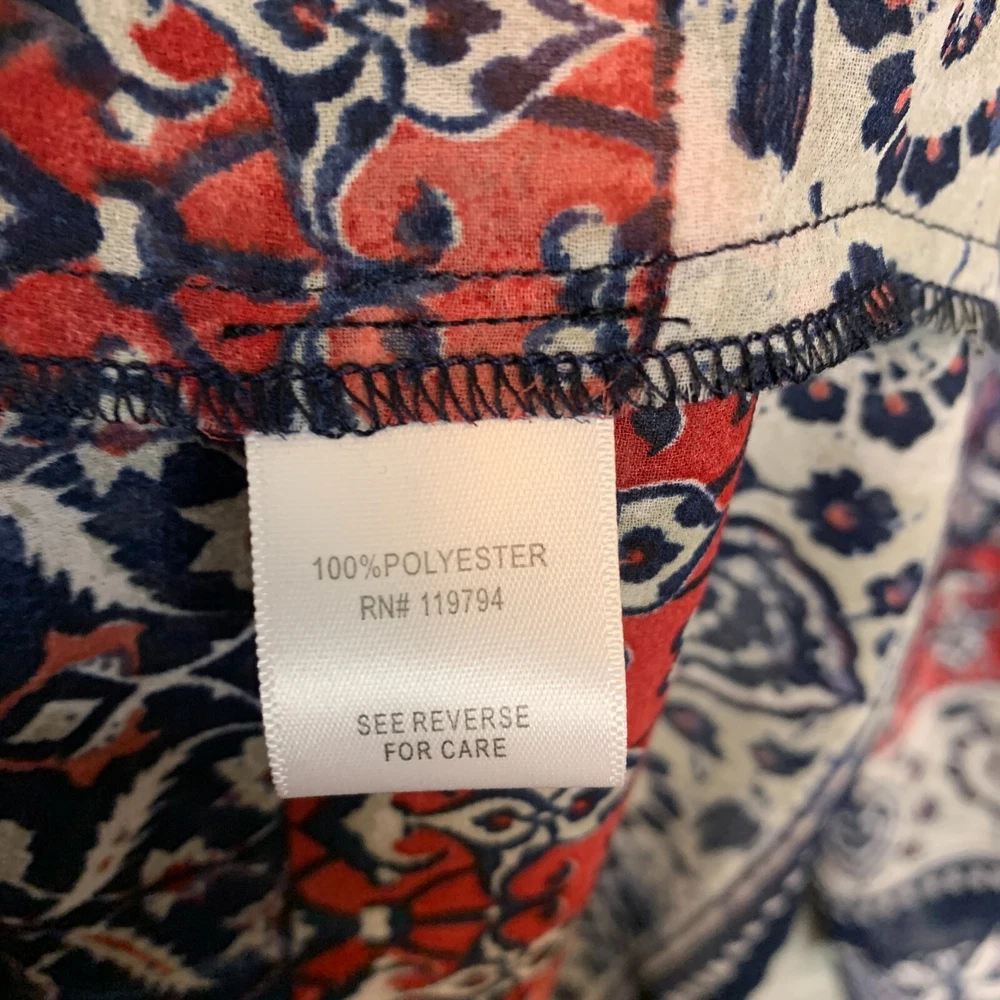 100%POLYESTER
RN# 119794
SEE REVERSE
FOR CARE